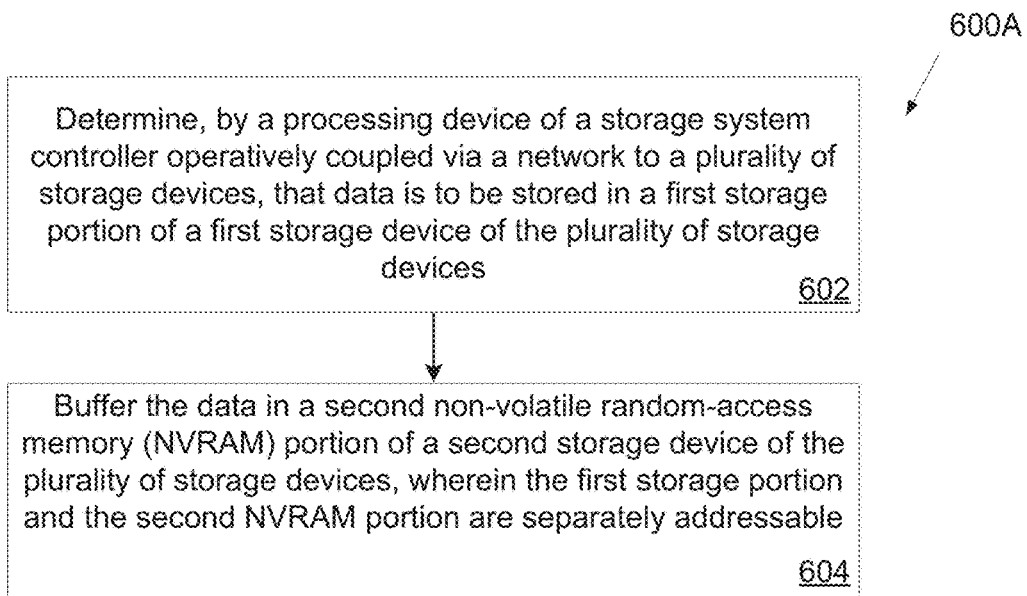 600A
Determine, by a processing device of a storage system
controller operatively coupled via a network to a plurality of
storage devices, that data is to be stored in a first storage
portion of a first storage device of the plurality of storage
devices
602
Buffer the data in a second non-volatile random-access
memory (NVRAM) portion of a second storage device of the
plurality of storage devices, wherein the first storage portion
and the second NVRAM portion are separately addressable
604